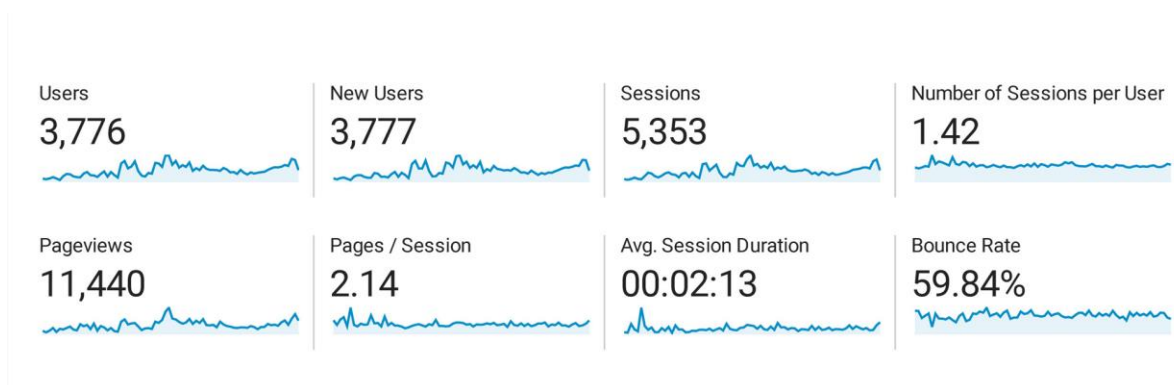 Users
3,776
New Users
3,777
Sessions
5,353
Number of Sessions per User
1.42
Pageviews
11,440
Pages / Session
2.14
Avg. Session Duration
00:02:13
Bounce Rate
59.84%